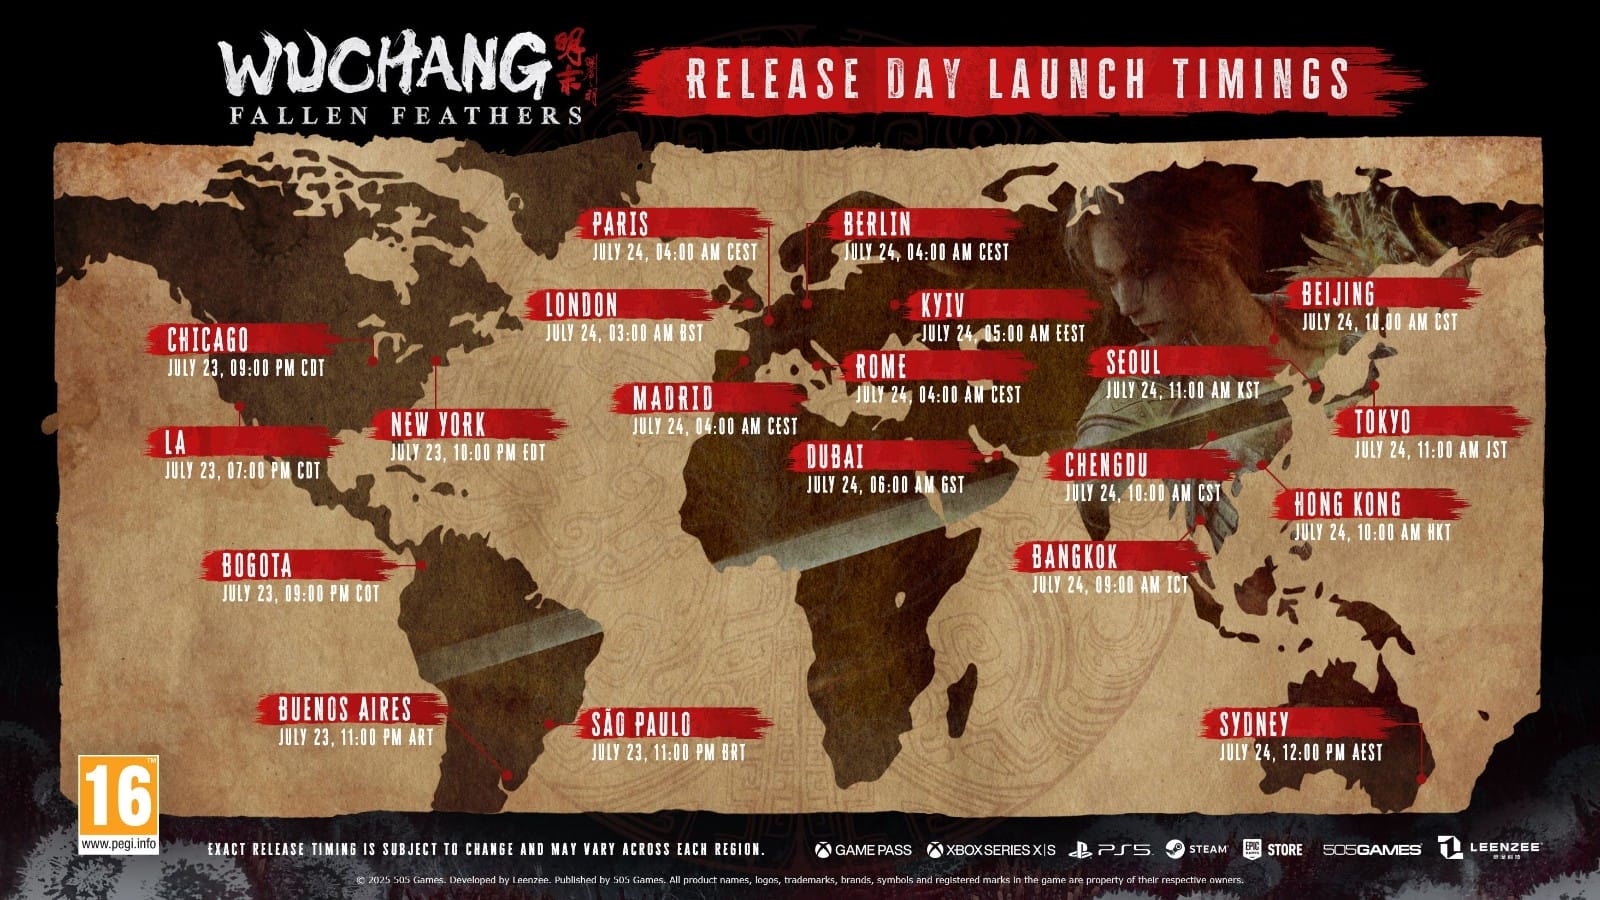 WUCHANG 明末
FALLEN FEATHERS
RELEASE DAY LAUNCH TIMINGS
PARIS
JULY 24, 04:00 AM CEST
BERLIN
JULY 24, 04:00 AM CEST
LONDON
JULY 24, 03:00 AM BST
KYIV
JULY 24, 05:00 AM EEST
BEIJING
JULY 24, 10.00 AM CST
CHICAGO
JULY 23, 09:00 PM CDT
ROME
JULY 24, 04:00 AM CEST
SEOUL
JULY 24, 11:00 AM KST
MADRID
JULY 24, 04:00 AM CEST
NEW YORK
JULY 23, 10:00 PM EDT
TOKYO
JULY 24, 11:00 AM JST
LA
JULY 23, 07:00 PM CDT
DUBAI
JULY 24, 06:00 AM GST
CHENGDU
JULY 24, 10:00 AM CST
HONG KONG
JULY 24, 10:00 AM HKT
BOGOTA
JULY 23, 09:00 PM COT
BANGKOK
JULY 24, 09:00 AM ICT
BUENOS AIRES
JULY 23, 11:00 PM ART
SÃO PAULO
JULY 23, 11:00 PM BRT
SYDNEY
JULY 24, 12:00 PM AEST
16 ™
www.pegi.info
EXACT RELEASE TIMING IS SUBJECT TO CHANGE AND MAY VARY ACROSS EACH REGION.
GAME PASS XBOX SERIES X|S PS5 STEAM EPIC GAMES STORE 505GAMES LEENZEE
© 2025 505 Games. Developed by Leenzee. Published by 505 Games. All product names, logos, trademarks, brands, symbols and registered marks in the game are property of their respective owners.